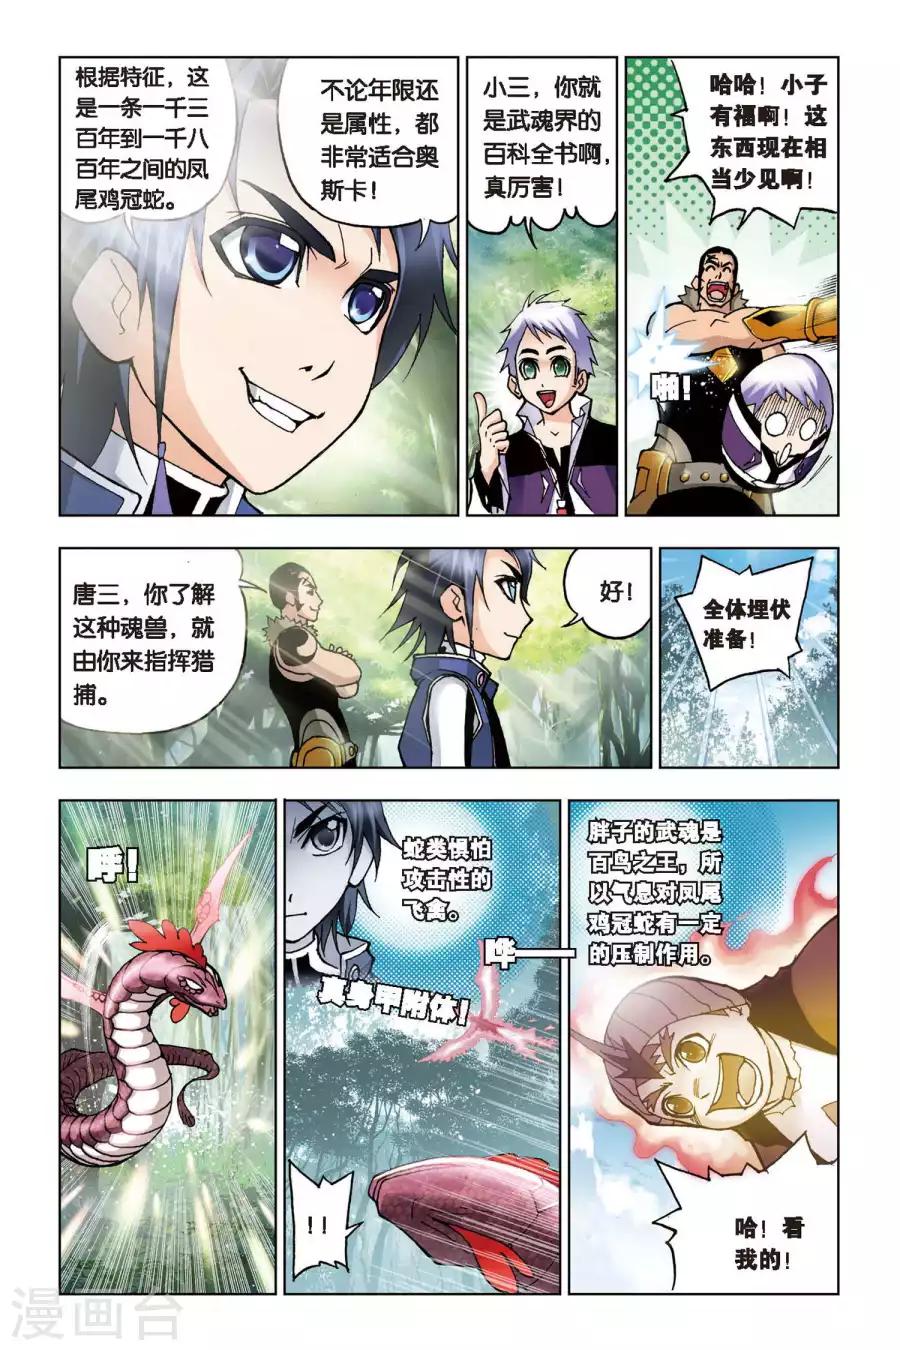 根据特征，这
是一条一千三
百年到一千八
百年之间的凤
尾鸡冠蛇。
不论年限还
是属性，都
非常适合奥
斯卡！
小三，你就
是武魂界的
百科全书啊，
真厉害！
哈哈！小子
有福啊！这
东西现在相
当少见啊！
啪！
唐三，你了解
这种魂兽，就
由你来指挥猎
捕。
好！
全体埋伏
准备！
呼！
蛇类惧怕
攻击性的
飞禽。
哗——
附体！
！！
胖子的武魂是
百鸟之王，所
以气息对凤尾
鸡冠蛇有一定
的压制作用。
哈！看
我的！
漫画台